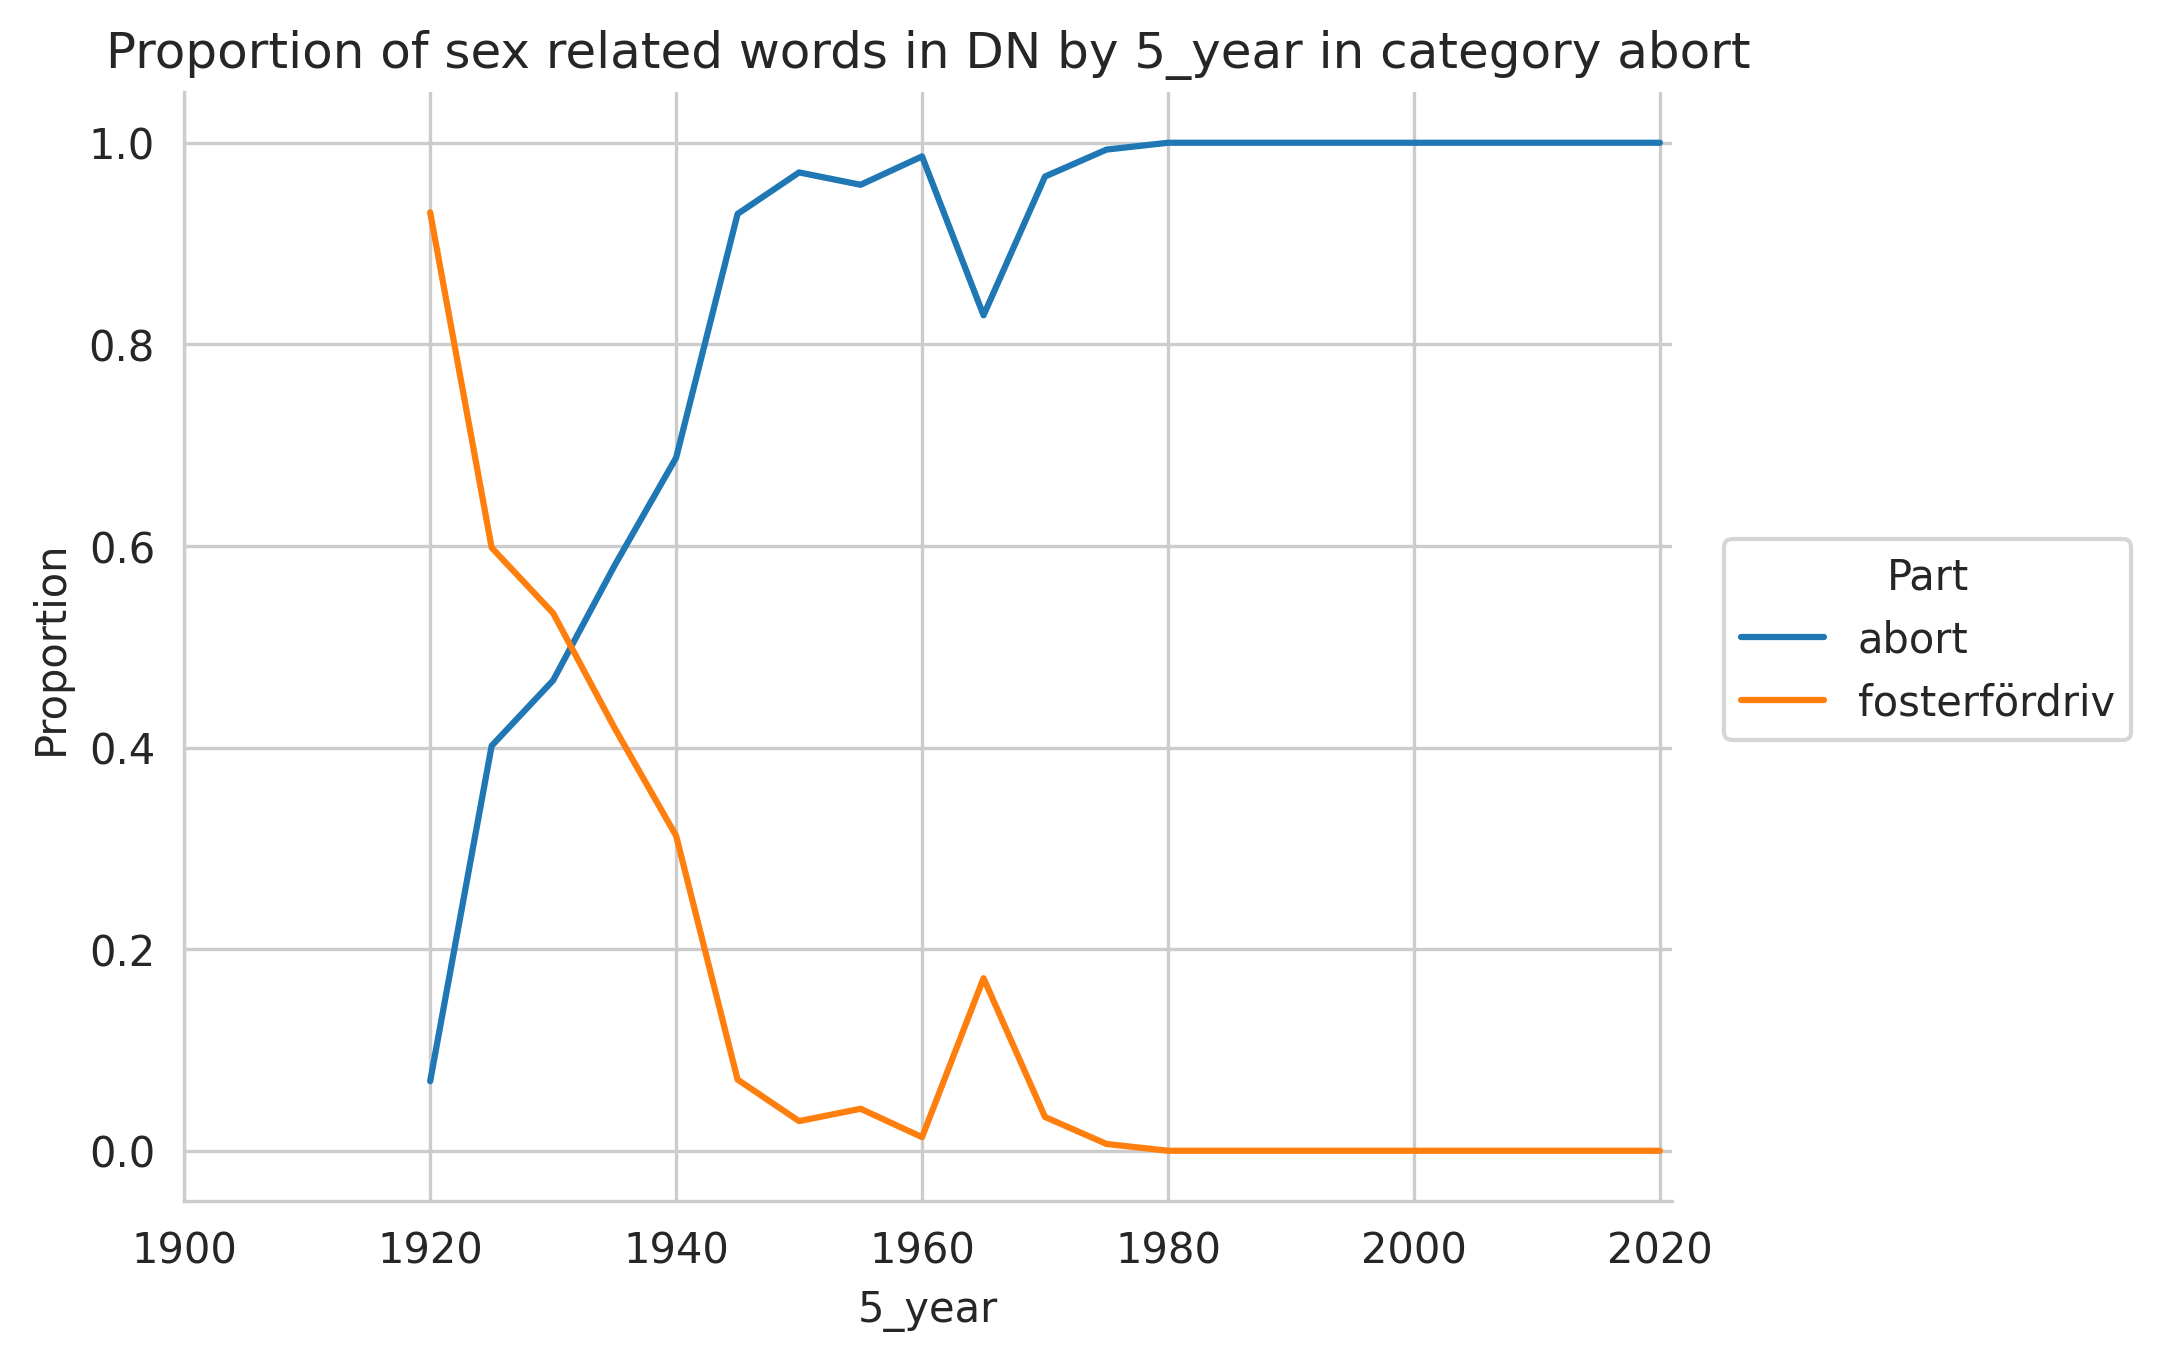 Proportion of sex related words in DN by 5_year in category abort
1.0
0.8
0.6
0.4
0.2
0.0
Proportion
1900 1920 1940 1960 1980 2000 2020
5_year
Part
abort
fosterfördriv